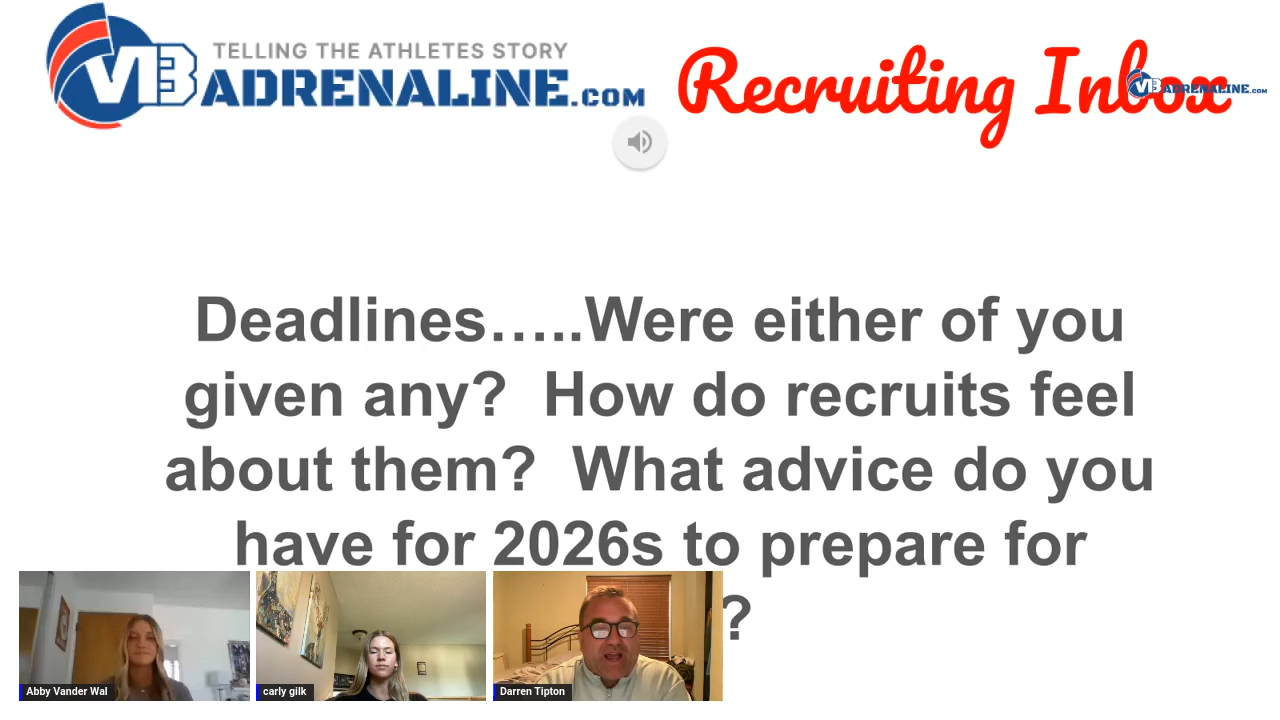 TELLING THE ATHLETES STORY
VB ADRENALINE.COM
Recruiting Inbox
VB ADRENALINE.COM
Deadlines…..Were either of you
given any?  How do recruits feel
about them?  What advice do you
have for 2026s to prepare for
?
Abby Vander Wal
carly gilk
Darren Tipton